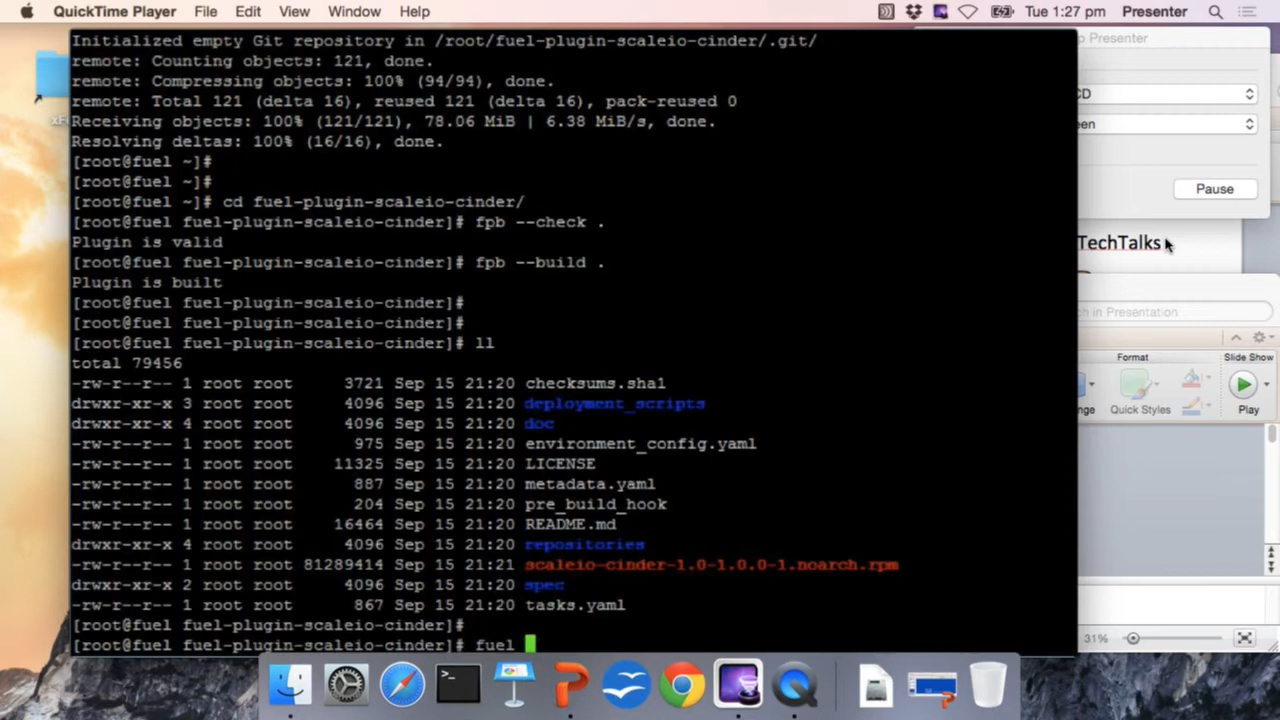 QuickTime Player File Edit View Window Help Tue 1:27 pm Presenter
Initialized empty Git repository in /root/fuel-plugin-scaleio-cinder/.git/
remote: Counting objects: 121, done.
remote: Compressing objects: 100% (94/94), done.
remote: Total 121 (delta 16), reused 121 (delta 16), pack-reused 0
Receiving objects: 100% (121/121), 78.06 MiB | 6.38 MiB/s, done.
Resolving deltas: 100% (16/16), done.
[root@fuel ~]#
[root@fuel ~]#
[root@fuel ~]# cd fuel-plugin-scaleio-cinder/
[root@fuel fuel-plugin-scaleio-cinder]# fpb --check .
Plugin is valid
[root@fuel fuel-plugin-scaleio-cinder]# fpb --build .
Plugin is built
[root@fuel fuel-plugin-scaleio-cinder]#
[root@fuel fuel-plugin-scaleio-cinder]#
[root@fuel fuel-plugin-scaleio-cinder]# ll
total 79456
-rw-r--r-- 1 root root 3721 Sep 15 21:20 checksums.sha1
drwxr-xr-x 3 root root 4096 Sep 15 21:20 deployment_scripts
drwxr-xr-x 4 root root 4096 Sep 15 21:20 doc
-rw-r--r-- 1 root root 975 Sep 15 21:20 environment_config.yaml
-rw-r--r-- 1 root root 11325 Sep 15 21:20 LICENSE
-rw-r--r-- 1 root root 887 Sep 15 21:20 metadata.yaml
-rw-r--r-- 1 root root 204 Sep 15 21:20 pre_build_hook
-rw-r--r-- 1 root root 16464 Sep 15 21:20 README.md
drwxr-xr-x 4 root root 4096 Sep 15 21:20 repositories
-rw-r--r-- 1 root root 81289414 Sep 15 21:21 scaleio-cinder-1.0-1.0.0-1.noarch.rpm
drwxr-xr-x 2 root root 4096 Sep 15 21:20 spec
-rw-r--r-- 1 root root 867 Sep 15 21:20 tasks.yaml
[root@fuel fuel-plugin-scaleio-cinder]#
[root@fuel fuel-plugin-scaleio-cinder]# fuel
p Presenter
CD
een
Pause
TechTalks
ch in Presentation
Format Slide Show
nge Quick Styles Play
31%